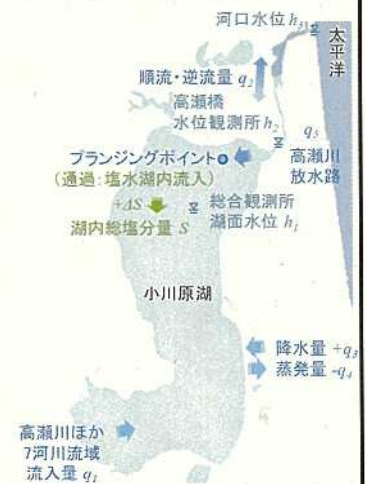 河口水位 h3
太平洋
順流・逆流量 q2
高瀬橋
水位観測所 h2
q5
高瀬川
放水路
プランジングポイント
(通過:塩水湖内流入)
+ΔS
湖内総塩分量 S
総合観測所
湖面水位 h1
小川原湖
降水量 +q3
蒸発量 -q4
高瀬川ほか
7河川流域
流入量 q1